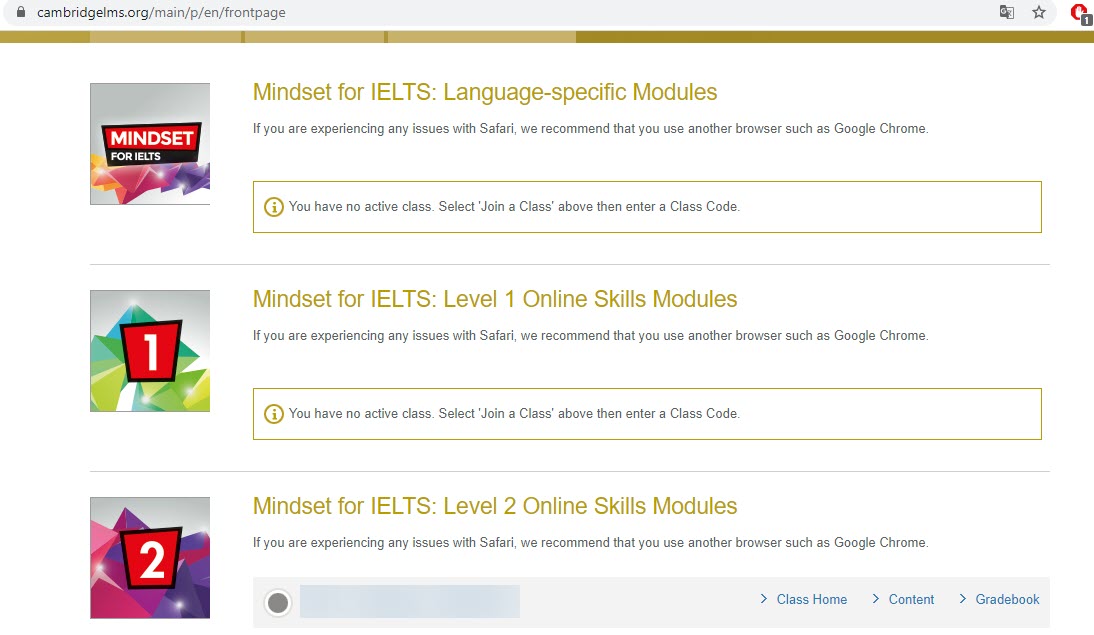 cambridgelms.org/main/p/en/frontpage
1
Mindset for IELTS: Language-specific Modules
If you are experiencing any issues with Safari, we recommend that you use another browser such as Google Chrome.
MINDSET
FOR IELTS
You have no active class. Select 'Join a Class' above then enter a Class Code.
Mindset for IELTS: Level 1 Online Skills Modules
If you are experiencing any issues with Safari, we recommend that you use another browser such as Google Chrome.
1
You have no active class. Select 'Join a Class' above then enter a Class Code.
Mindset for IELTS: Level 2 Online Skills Modules
If you are experiencing any issues with Safari, we recommend that you use another browser such as Google Chrome.
2
> Class Home > Content > Gradebook